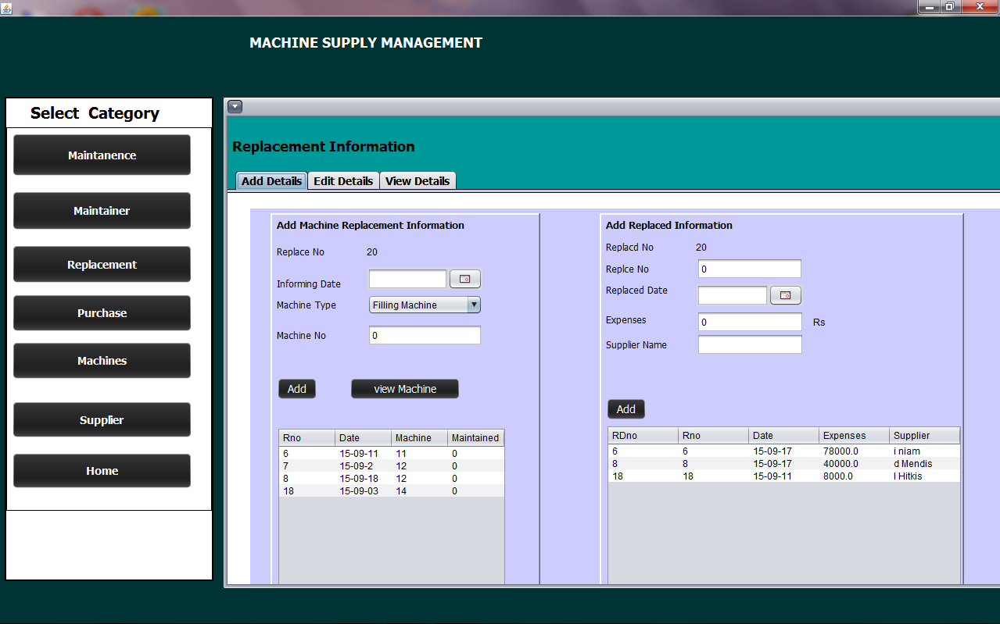 MACHINE SUPPLY MANAGEMENT
Select Category
Maintanence
Maintainer
Replacement
Purchase
Machines
Supplier
Home
Replacement Information
Add Details Edit Details View Details
Add Machine Replacement Information
Replace No 20
Informing Date
Machine Type Filling Machine
Machine No 0
Add view Machine
Rno Date Machine Maintained
6 15-09-11 11 0
7 15-09-2 12 0
8 15-09-18 12 0
18 15-09-03 14 0
Add Replaced Information
Replacd No 20
Replce No 0
Replaced Date
Expenses 0 Rs
Supplier Name
Add
RDno Rno Date Expenses Supplier
6 6 15-09-17 78000.0 i niam
8 8 15-09-17 40000.0 d Mendis
18 18 15-09-11 8000.0 l Hitkis